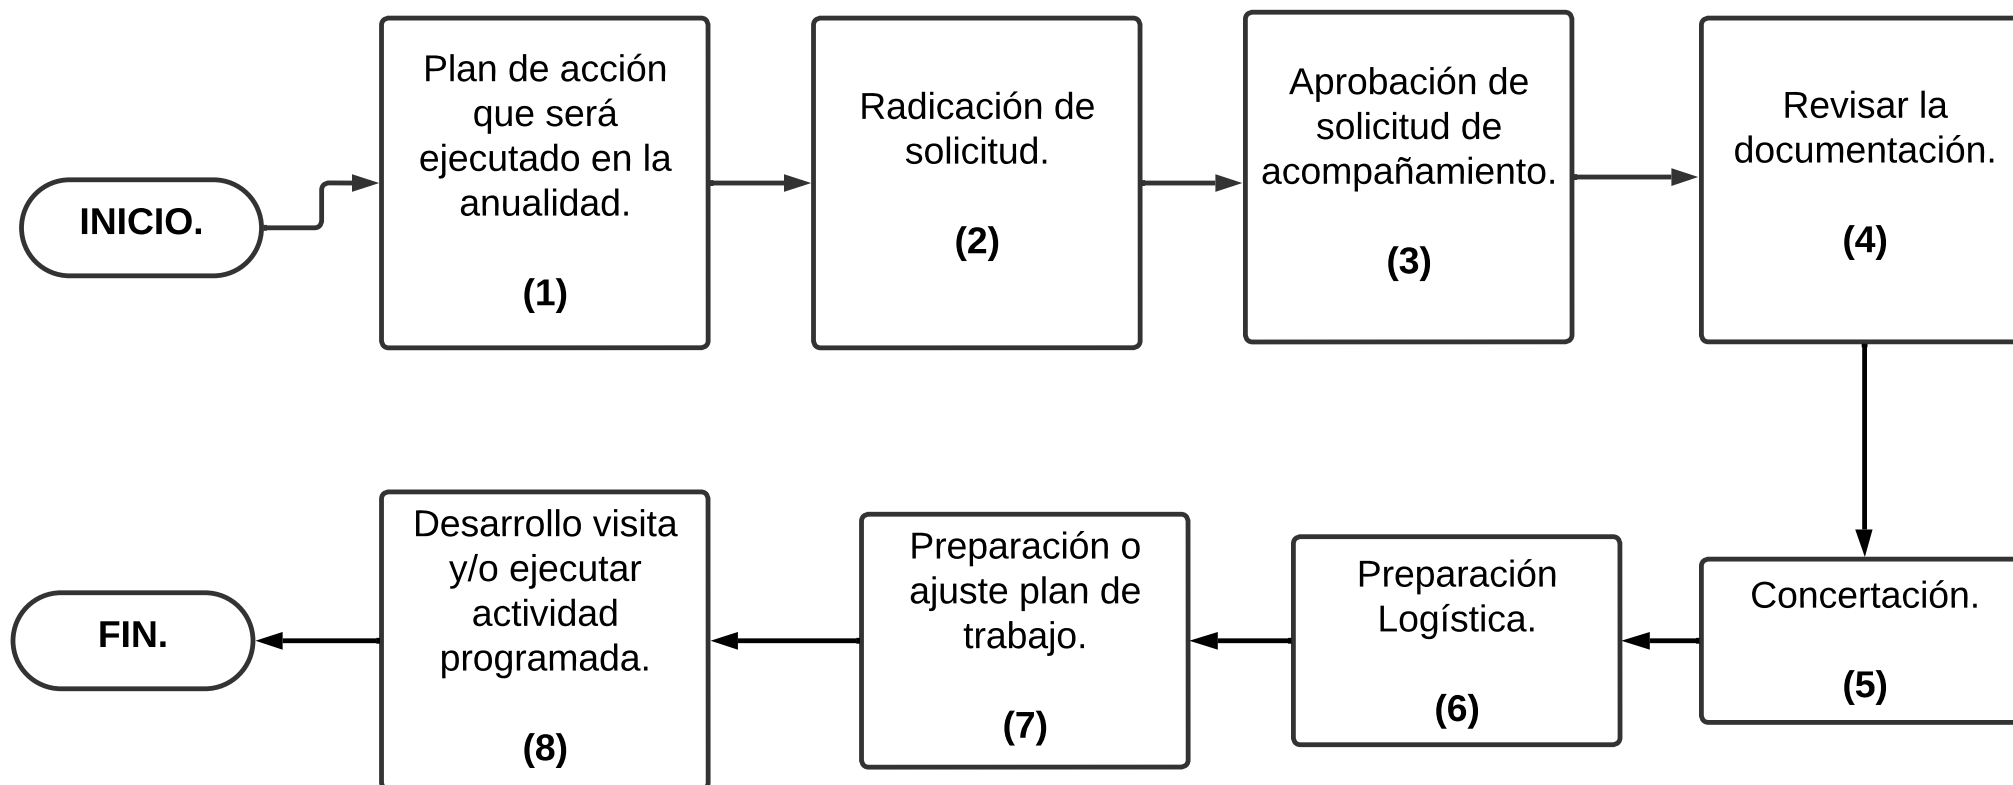 INICIO.
Plan de acción
que será
ejecutado en la
anualidad.
(1)
Radicación de
solicitud.
(2)
Aprobación de
solicitud de
acompañamiento.
(3)
Revisar la
documentación.
(4)
Concertación.
(5)
Preparación
Logística.
(6)
Preparación o
ajuste plan de
trabajo.
(7)
Desarrollo visita
y/o ejecutar
actividad
programada.
(8)
FIN.